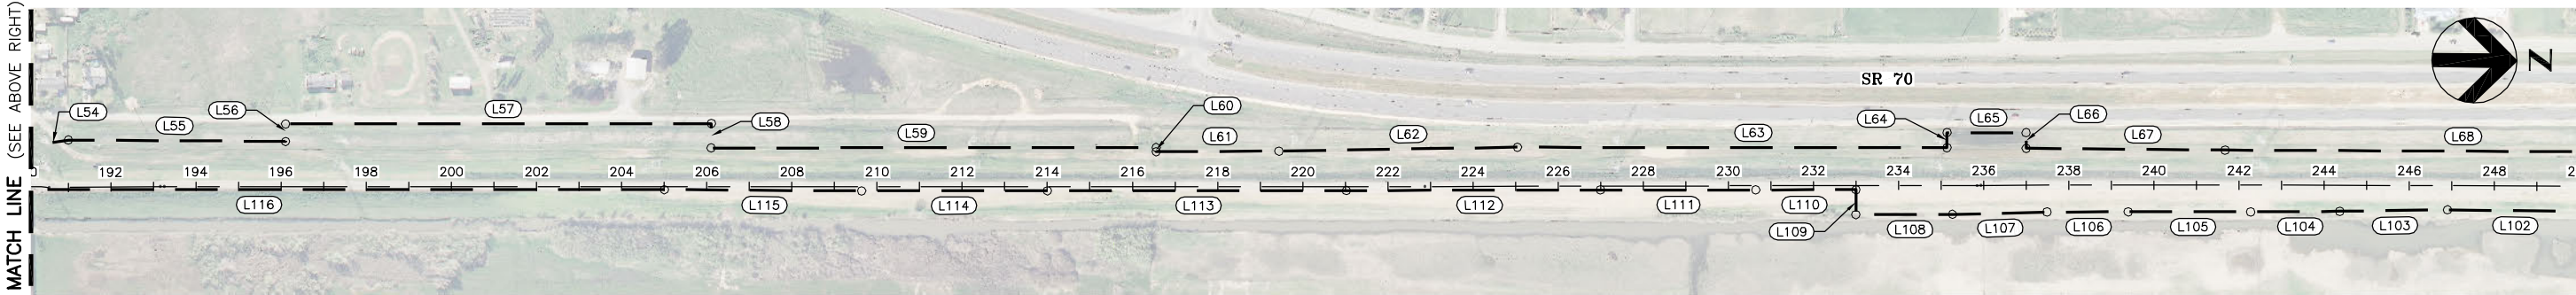 MATCH LINE (SEE ABOVE RIGHT)
SR 70
N
L54 L55 L56 L57 L58 L59 L60 L61 L62 L63 L64 L65 L66 L67 L68
0 192 194 196 198 200 202 204 206 208 210 212 214 216 218 220 222 224 226 228 230 232 234 236 238 240 242 244 246 248 2
L116 L115 L114 L113 L112 L111 L110 L109 L108 L107 L106 L105 L104 L103 L102